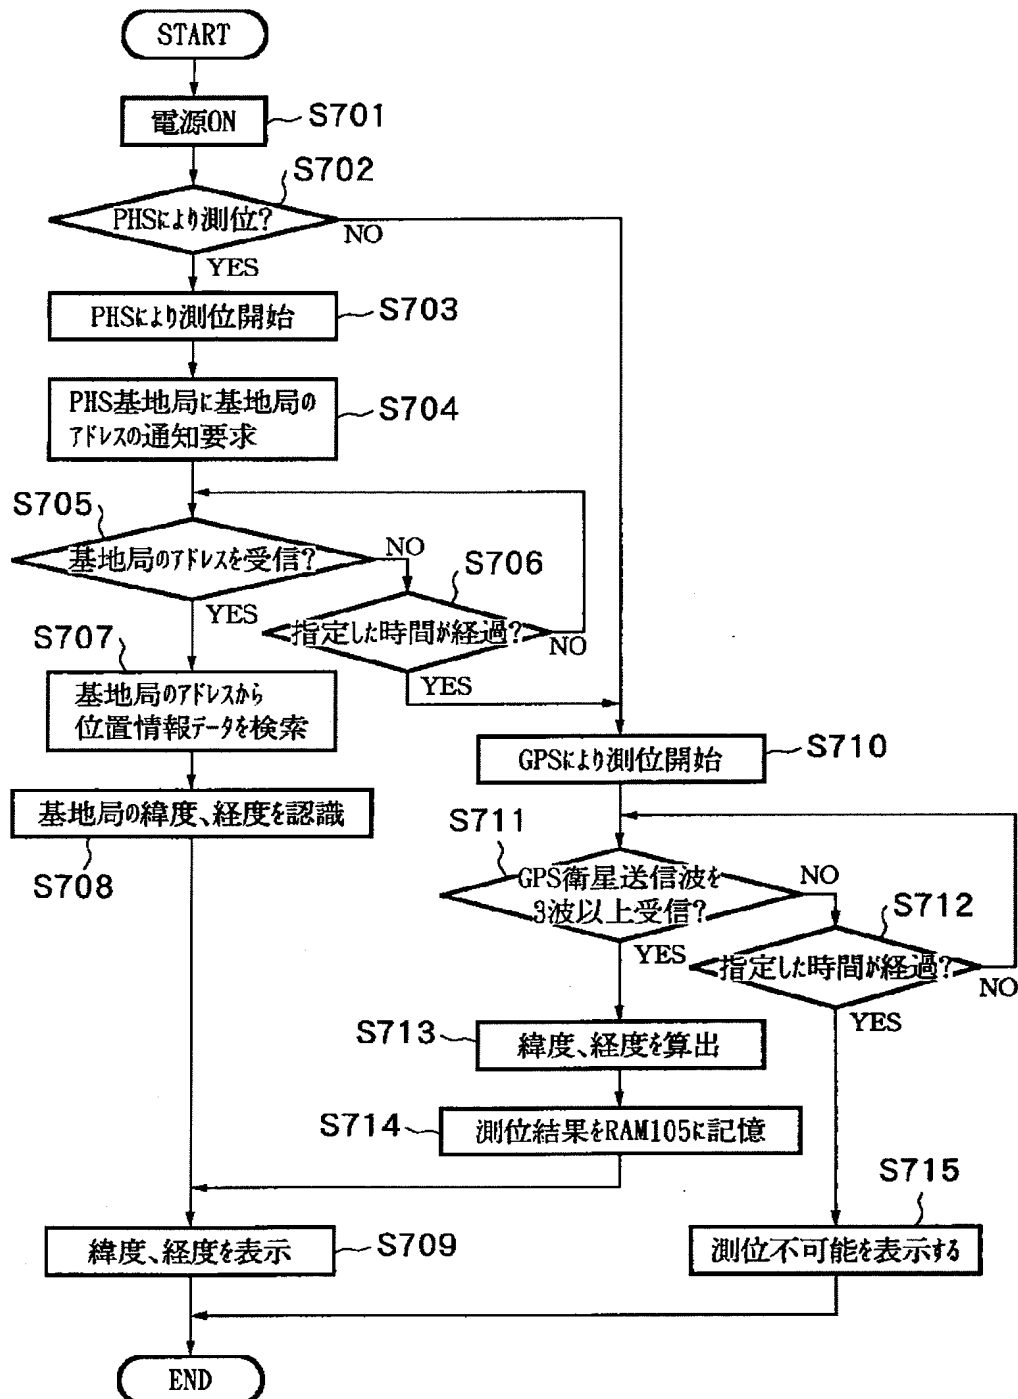 START
電源ON
S701
S702
PHSにより測位?
NO
YES
PHSにより測位開始
S703
PHS基地局に基地局の
アドレスの通知要求
S704
S705
基地局のアドレスを受信?
NO
YES
S706
指定した時間が経過?
NO
YES
S707
基地局のアドレスから
位置情報データを検索
基地局の緯度、経度を認識
S708
GPSにより測位開始
S710
S711
GPS衛星送信波を
3波以上受信?
NO
YES
S712
指定した時間が経過?
NO
YES
S713
緯度、経度を算出
S714
測位結果をRAM105に記憶
緯度、経度を表示
S709
S715
測位不可能を表示する
END